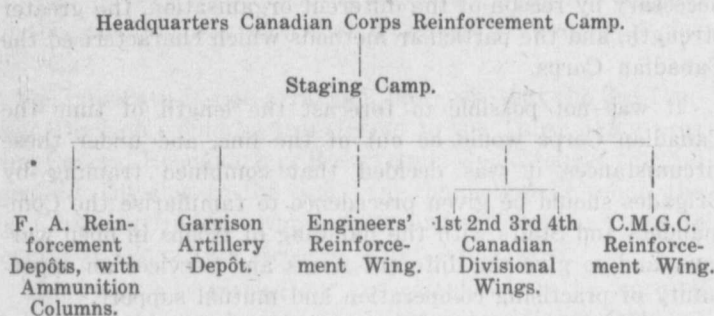 Headquarters Canadian Corps Reinforcement Camp.
Staging Camp.
F. A. Rein-
forcement
Depots, with
Ammunition
Columns.
Garrison
Artillery
Depôt.
Engineers'
Reinforce-
ment Wing.
1st 2nd 3rd 4th
Canadian
Divisional
Wings.
C.M.G.C.
Reinforce-
ment Wing.